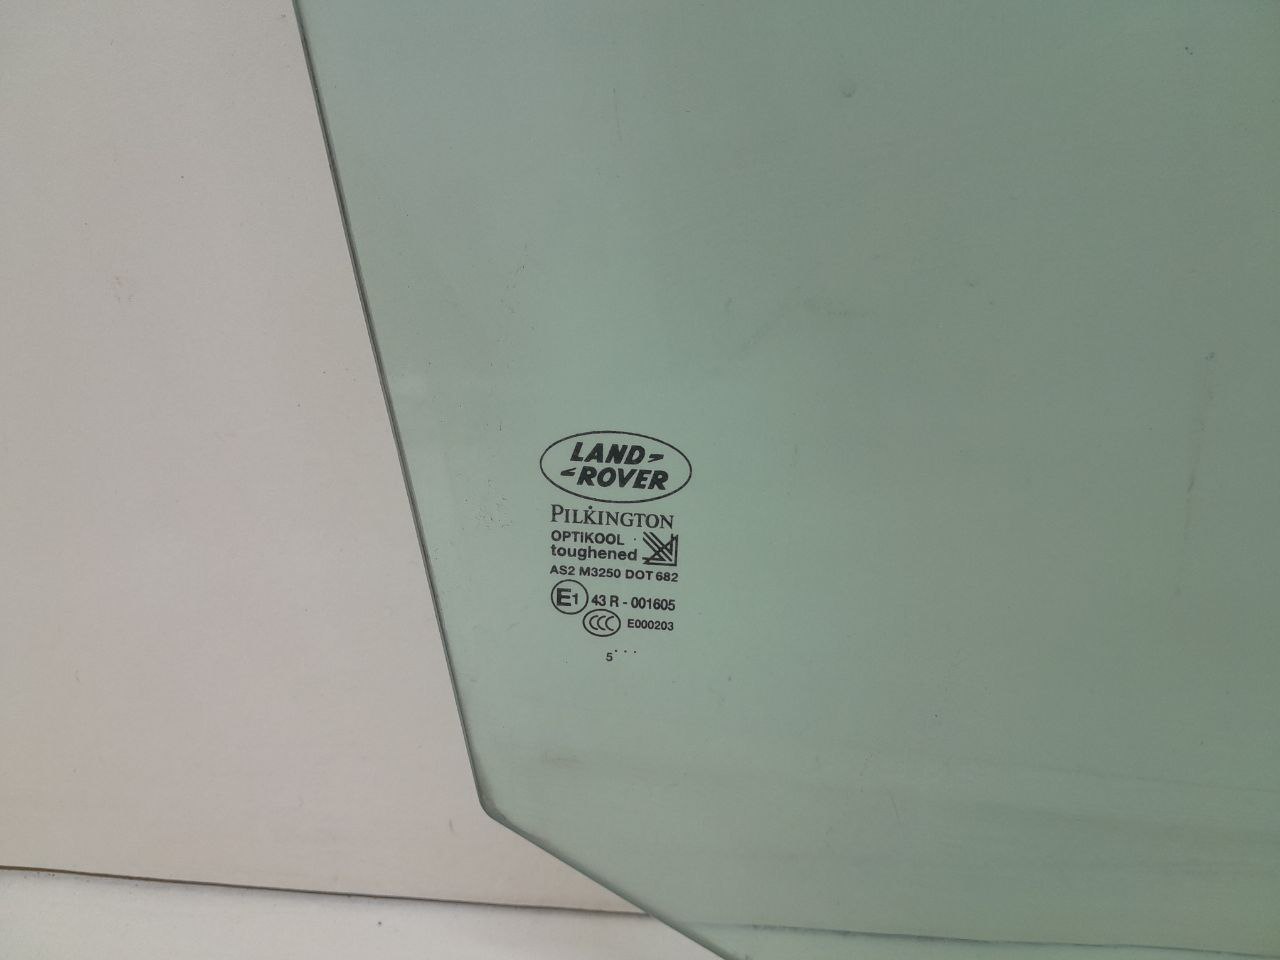 LAND
ROVER
PILKINGTON
OPTIKOOL
toughened
AS2 M3250 DOT 682
E1 43 R - 001605
CCC E000203
5 . . .